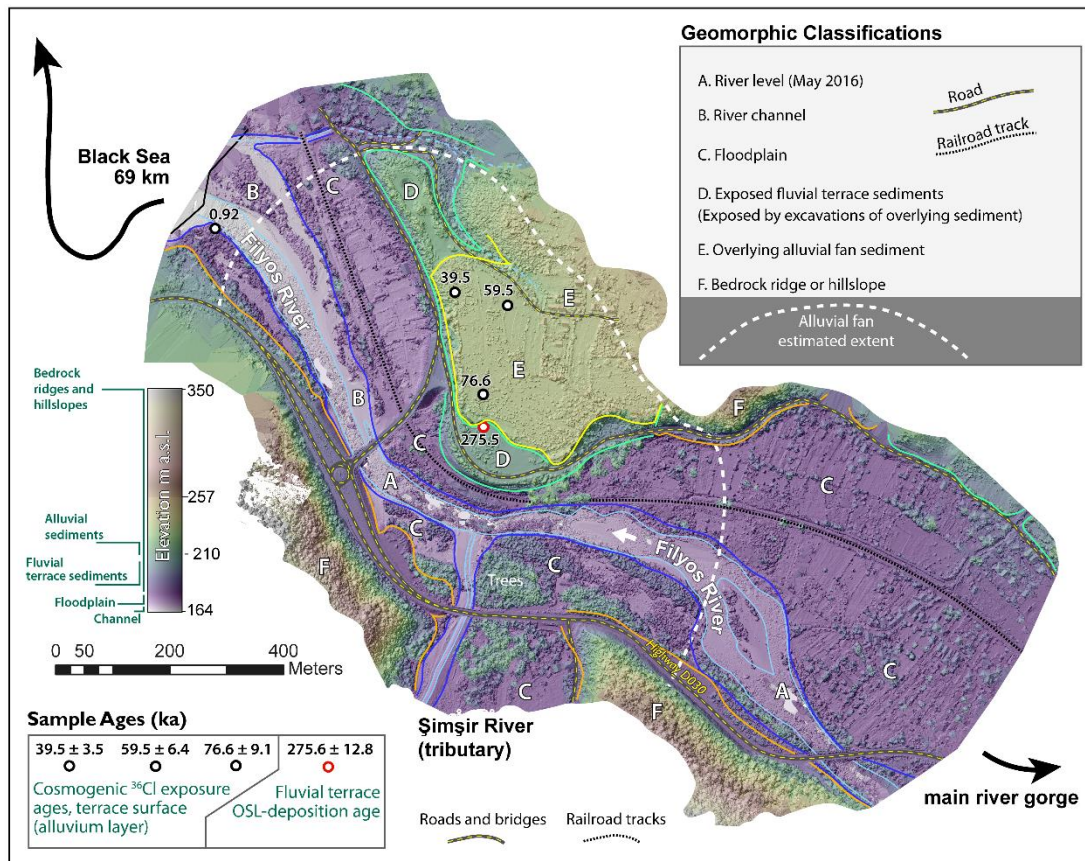 Geomorphic Classifications
A. River level (May 2016)
B. River channel
C. Floodplain
D. Exposed fluvial terrace sediments
(Exposed by excavations of overlying sediment)
E. Overlying alluvial fan sediment
F. Bedrock ridge or hillslope
Road
Railroad track
Alluvial fan
estimated extent
Black Sea
69 km
B
C
D
0.92
Filyos River
39.5
59.5
E
E
76.6
275.5
D
B
C
A
F
C
C
Filyos River
Trees
C
F
Highway D030
C
F
A
C
Bedrock
ridges and
hillslopes
Alluvial
sediments
Fluvial
terrace sediments
Floodplain
Channel
Elevation m a.s.l.
350
257
210
164
0 50 100 200 300 400
Meters
Sample Ages (ka)
39.5 ± 3.5 59.5 ± 6.4 76.6 ± 9.1 275.6 ± 12.8
Cosmogenic ³⁶Cl exposure
ages, terrace surface
(alluvium layer)
Fluvial terrace
OSL-deposition age
Şimşir River
(tributary)
main river gorge
Roads and bridges
Railroad tracks